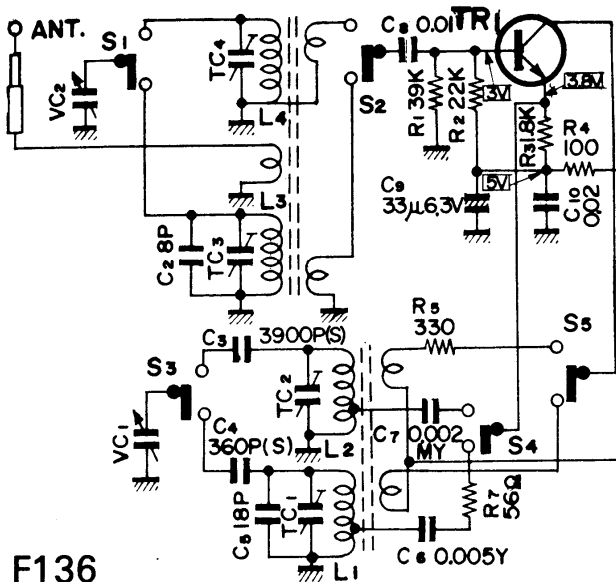 ANT.
S1
VC2
TC4
L4
S2
C8 0.01
TR1
R1 39K
R2 22K
3V
3.8V
R3 1.8K
R4
100
5V
C9
33μ6.3V
C10
0.02
L3
C2 8P
TC3
R5
330
S5
C3 3900P(S)
S3
TC2
VC1
C4
360P(S)
L2
C7 0.002
MY
S4
C5 18P
TC1
R7
56Ω
L1
C6 0.005Y
F136